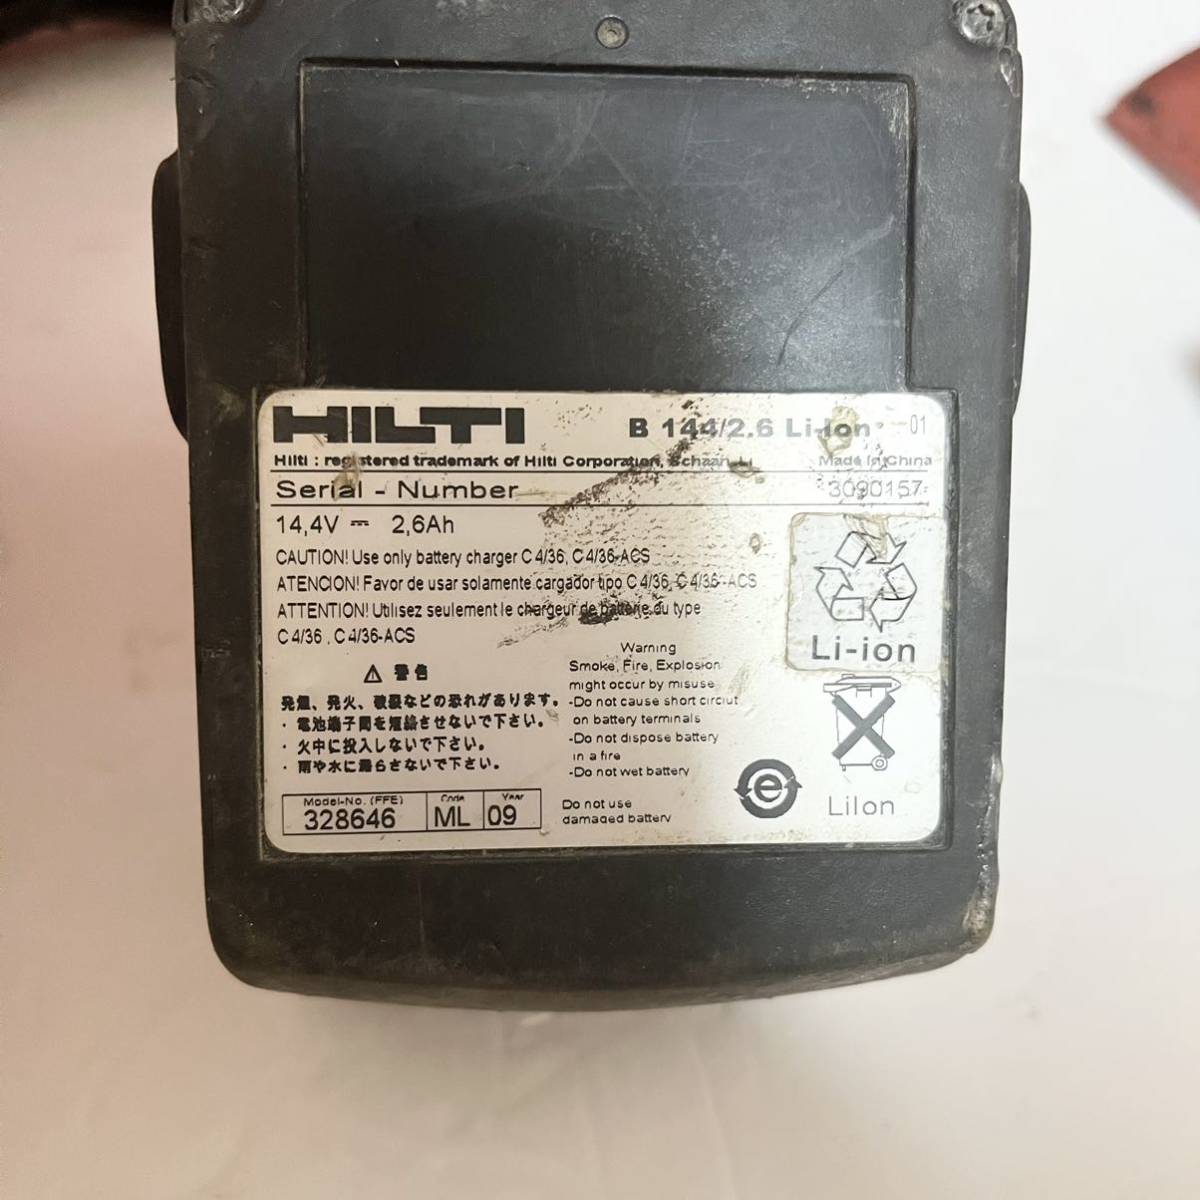 HILTI B 144/2.6 Li-Ion 01
Hilti : registered trademark of Hilti Corporation, Schaan, Li Made in China
Serial - Number 3090157
14,4V ⎓ 2,6Ah
CAUTION! Use only battery charger C 4/36, C 4/36-ACS
ATENCION! Favor de usar solamente cargador tipo C 4/36, C 4/36-ACS
ATTENTION! Utilisez seulement le chargeur de batterie du type
C 4/36 , C 4/36-ACS
Li-ion
⚠ 警告
発煙、発火、破裂などの恐れがあります。
・電池端子間を短絡させないで下さい。
・火中に投入しないで下さい。
・雨や水に濡らさないで下さい。
Warning
Smoke, Fire, Explosion
might occur by misuse
-Do not cause short circiut
on battery terminals
-Do not dispose battery
in a fire
-Do not wet battery
Do not use
damaged battery
Model-No. (FFE) Code Year
328646 ML 09
e
LiIon